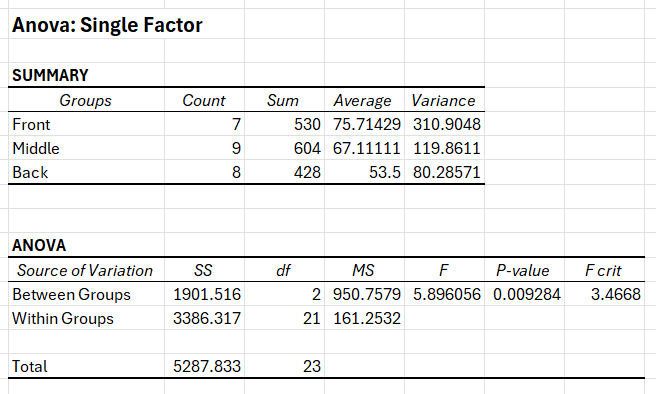 Anova: Single Factor
SUMMARY
Groups Count Sum Average Variance
Front 7 530 75.71429 310.9048
Middle 9 604 67.11111 119.8611
Back 8 428 53.5 80.28571
ANOVA
Source of Variation SS df MS F P-value F crit
Between Groups 1901.516 2 950.7579 5.896056 0.009284 3.4668
Within Groups 3386.317 21 161.2532
Total 5287.833 23